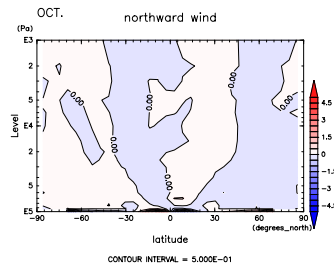 OCT.
northward wind
(Pa)
E3
2
5
E4
2
5
E5
Level
0.00
0.00
0.00
0.00
0.00
0.00
-90 -60 -30 0 30 60 90
(degrees_north)
latitude
4.5
3
1.5
0
-1.5
-3
-4.5
CONTOUR INTERVAL = 5.000E-01